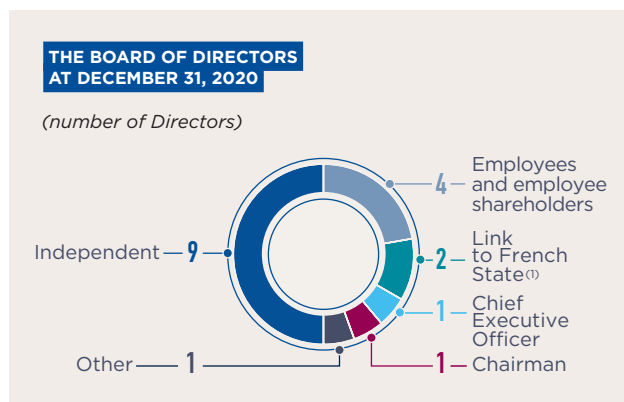 THE BOARD OF DIRECTORS
AT DECEMBER 31, 2020
(number of Directors)
4 Employees
and employee
shareholders
2 Link
to French
State(1)
1 Chief
Executive
Officer
1 Chairman
Other 1
Independent 9